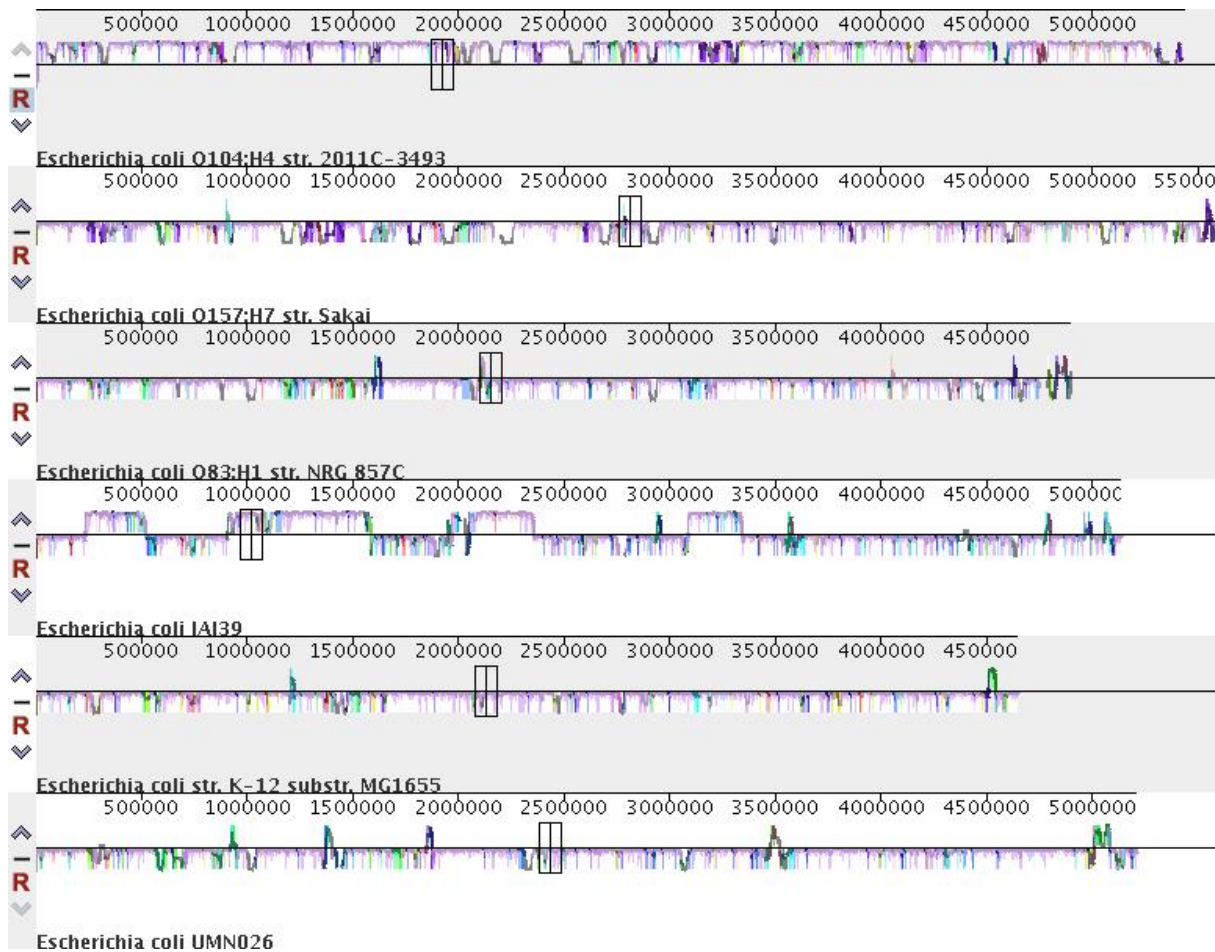 500000 1000000 1500000 2000000 2500000 3000000 3500000 4000000 4500000 5000000
R
Escherichia coli O104:H4 str. 2011C-3493
500000 1000000 1500000 2000000 2500000 3000000 3500000 4000000 4500000 5000000 550000
R
Escherichia coli O157:H7 str. Sakai
500000 1000000 1500000 2000000 2500000 3000000 3500000 4000000 4500000
R
Escherichia coli O83:H1 str. NRG 857C
500000 1000000 1500000 2000000 2500000 3000000 3500000 4000000 4500000 500000
R
Escherichia coli IAI39
500000 1000000 1500000 2000000 2500000 3000000 3500000 4000000 4500000
R
Escherichia coli str. K-12 substr. MG1655
500000 1000000 1500000 2000000 2500000 3000000 3500000 4000000 4500000 5000000
R
Escherichia coli UMN026